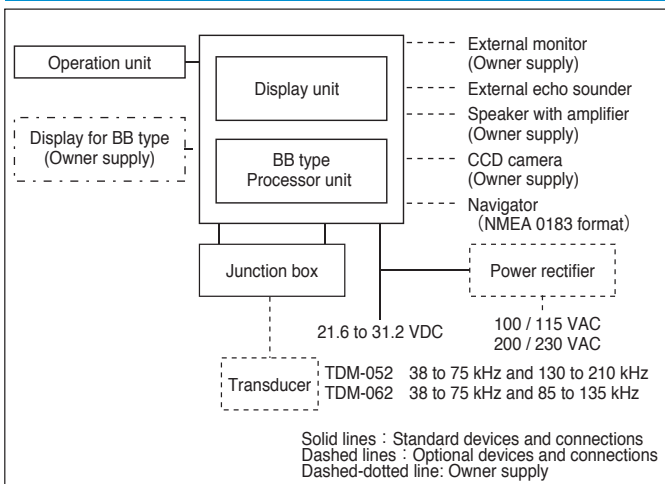 Operation unit
Display for BB type
(Owner supply)
Display unit
BB type
Processor unit
External monitor
(Owner supply)
External echo sounder
Speaker with amplifier
(Owner supply)
CCD camera
(Owner supply)
Navigator
（NMEA 0183 format）
Junction box
Power rectifier
21.6 to 31.2 VDC
100 / 115 VAC
200 / 230 VAC
Transducer
TDM-052 38 to 75 kHz and 130 to 210 kHz
TDM-062 38 to 75 kHz and 85 to 135 kHz
Solid lines：Standard devices and connections
Dashed lines：Optional devices and connections
Dashed-dotted line: Owner supply